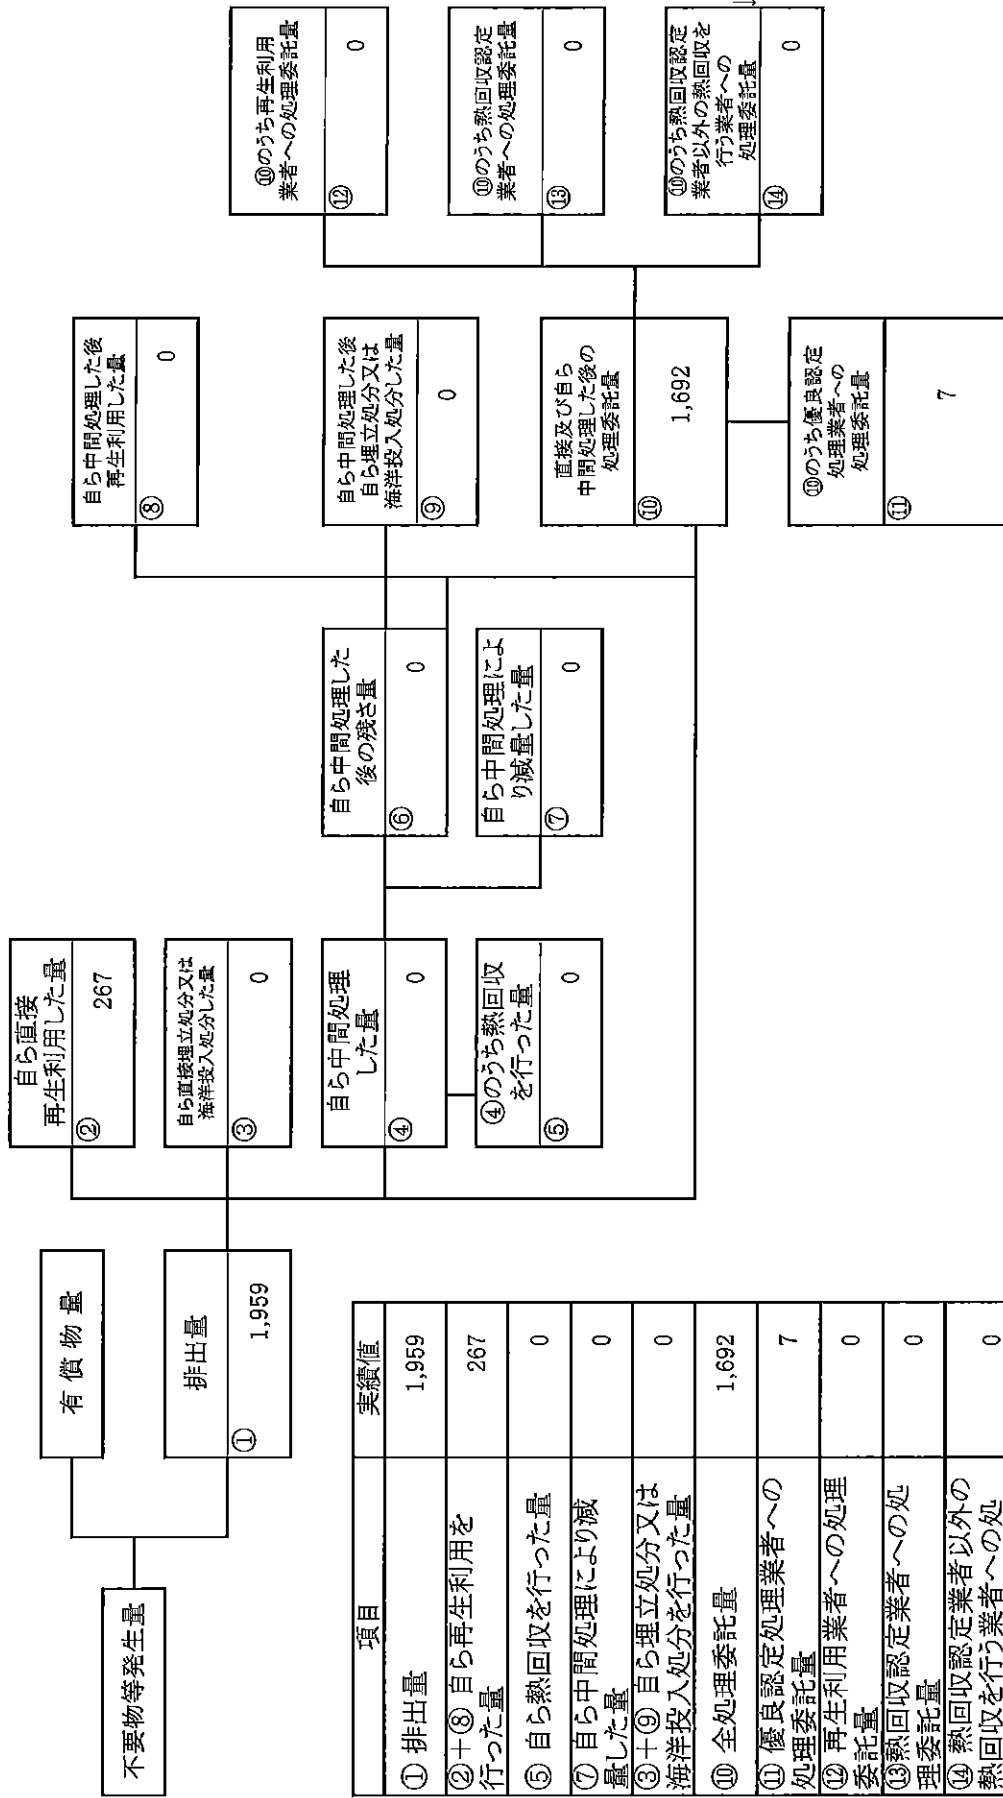 不要物等発生量
有償物量
排出量
①
1,959
自ら直接
再生利用した量
②
267
自ら直接埋立処分又は
海洋投入処分した量
③
0
自ら中間処理
した量
④
0
④のうち熱回収
を行った量
⑤
0
自ら中間処理した
後の残さ量
⑥
0
自ら中間処理によ
り減量した量
⑦
0
自ら中間処理した後
再生利用した量
⑧
0
自ら中間処理した後
自ら埋立処分又は
海洋投入処分した量
⑨
0
直接及び自ら
中間処理した後の
処理委託量
⑩
1,692
⑩のうち優良認定
処理業者への
処理委託量
⑪
7
⑩のうち再生利用
業者への処理委託量
⑫
0
⑩のうち熱回収認定
業者への処理委託量
⑬
0
⑩のうち熱回収認定
業者以外の熱回収を
行う業者への
処理委託量
⑭
0
項目 実績値
① 排出量 1,959
②+⑧ 自ら再生利用を
行った量 267
⑤ 自ら熱回収を行った量 0
⑦ 自ら中間処理により減
量した量 0
③+⑨ 自ら埋立処分又は
海洋投入処分を行った量 0
⑩ 全処理委託量 1,692
⑪ 優良認定処理業者への
処理委託量 7
⑫ 再生利用業者への処理
委託量 0
⑬熱回収認定業者への処
理委託量 0
⑭ 熱回収認定業者以外の
熱回収を行う業者への処 0